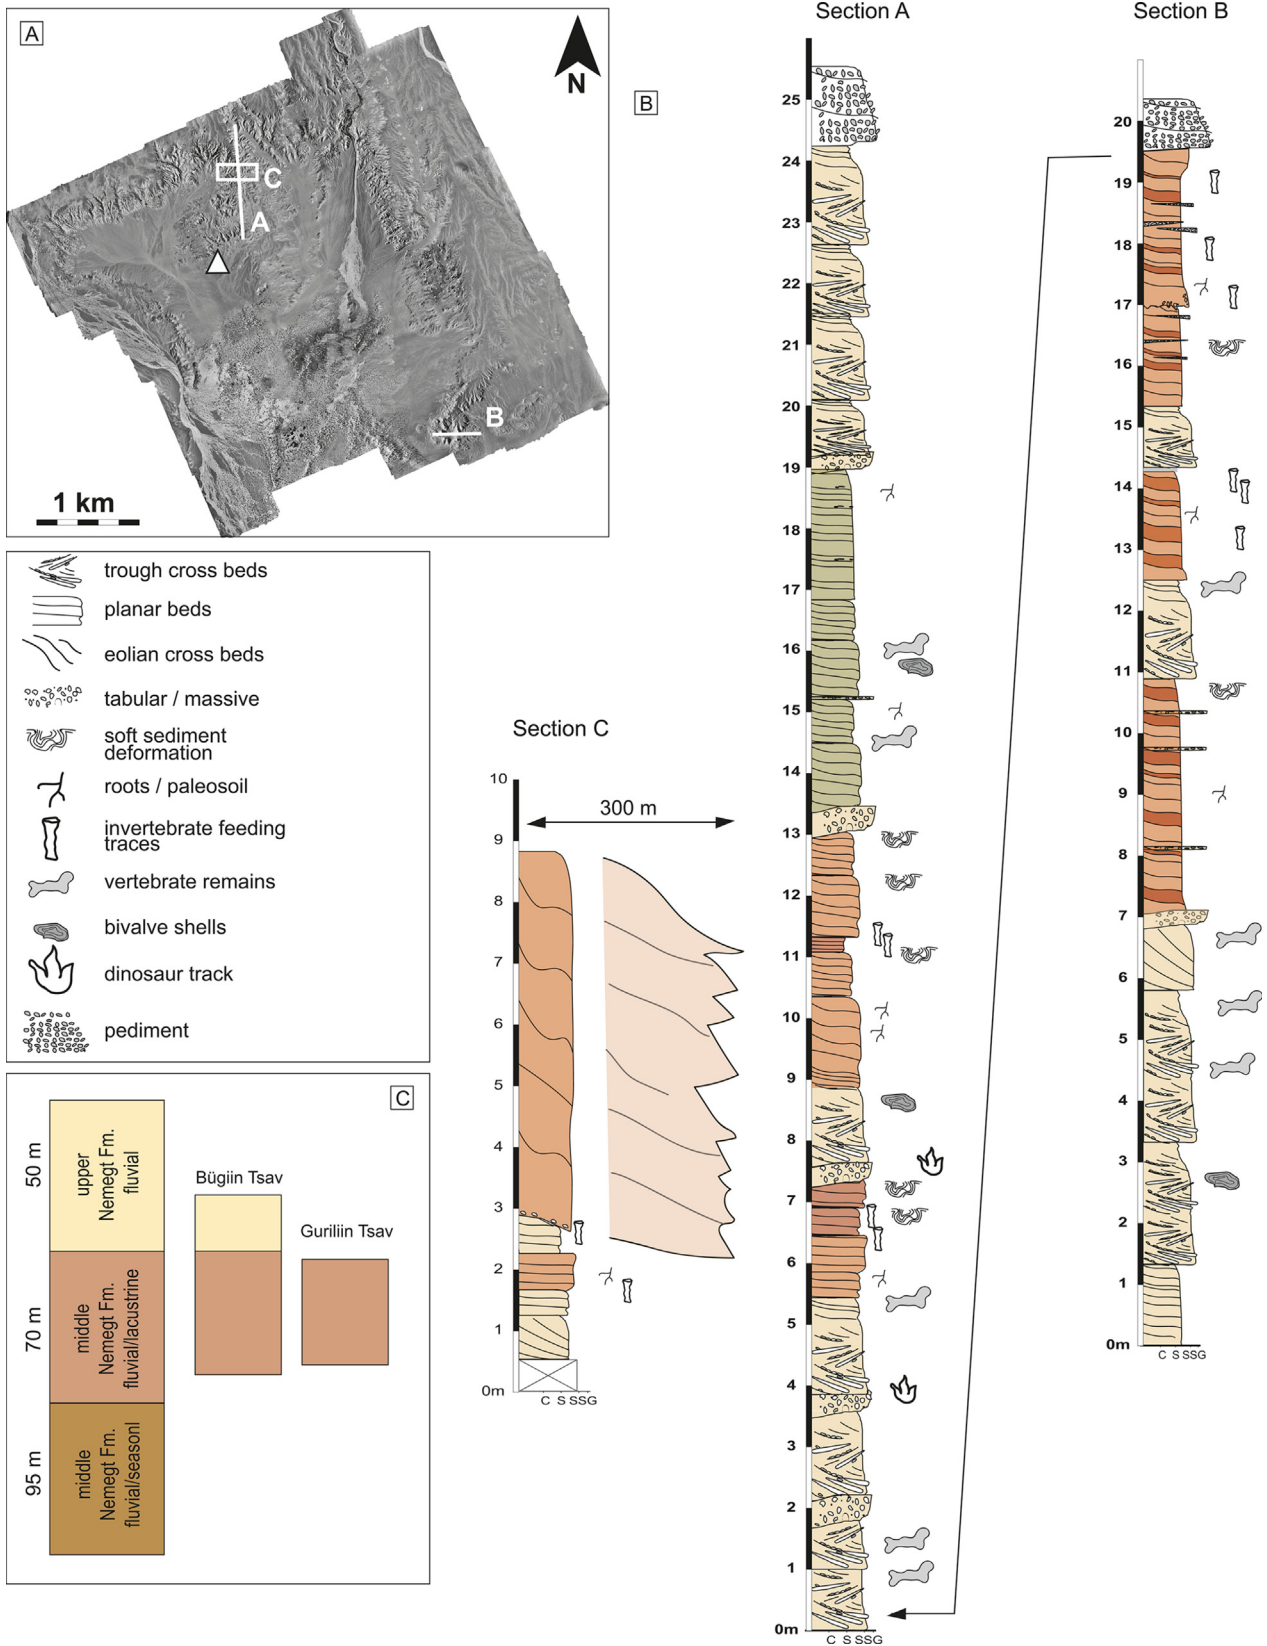 A
N
C
A
B
1 km
trough cross beds
planar beds
eolian cross beds
tabular / massive
soft sediment
deformation
roots / paleosoil
invertebrate feeding
traces
vertebrate remains
bivalve shells
dinosaur track
pediment
C
50 m
upper
Nemegt Fm.
fluvial
70 m
middle
Nemegt Fm.
fluvial/lacustrine
95 m
middle
Nemegt Fm.
fluvial/seasonl
Bügiin Tsav
Guriliin Tsav
B
Section C
300 m
10
9
8
7
6
5
4
3
2
1
0m
C S SSG
Section A
25
24
23
22
21
20
19
18
17
16
15
14
13
12
11
10
9
8
7
6
5
4
3
2
1
0m
C S SSG
Section B
20
19
18
17
16
15
14
13
12
11
10
9
8
7
6
5
4
3
2
1
0m
C S SSG